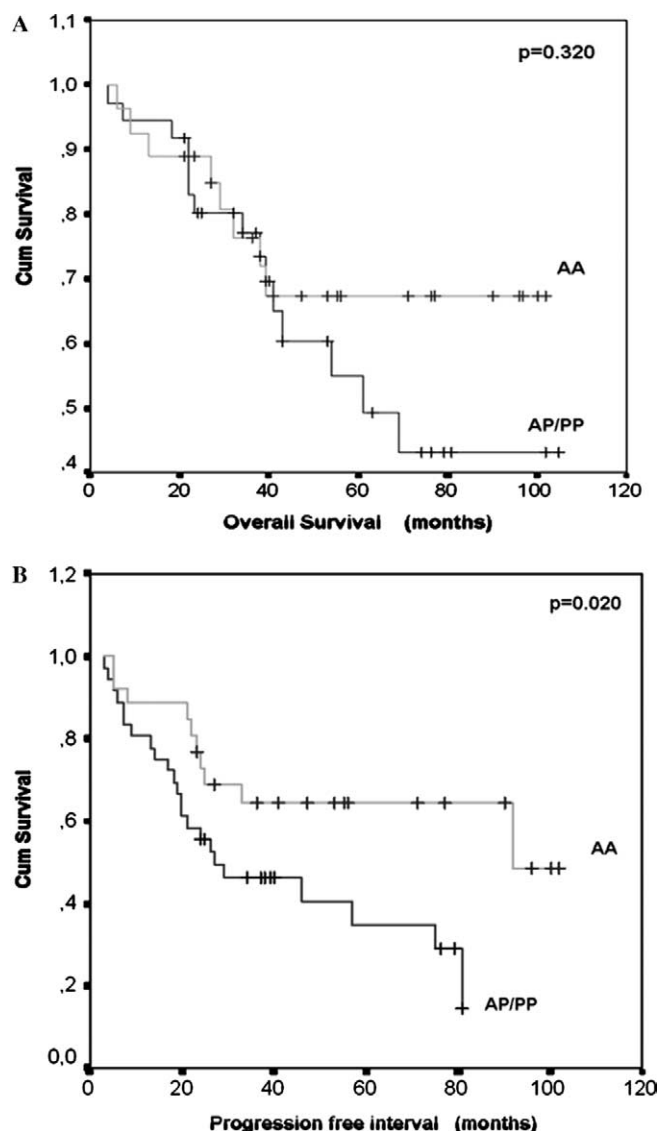 A
1,1
p=0.320
1,0
,9
,8
,7
,6
,5
,4
Cum Survival
AA
AP/PP
0
20
40
60
80
100
120
Overall Survival (months)
B
1,2
p=0.020
1,0
,8
,6
,4
,2
0,0
Cum Survival
AA
AP/PP
0
20
40
60
80
100
120
Progression free interval (months)